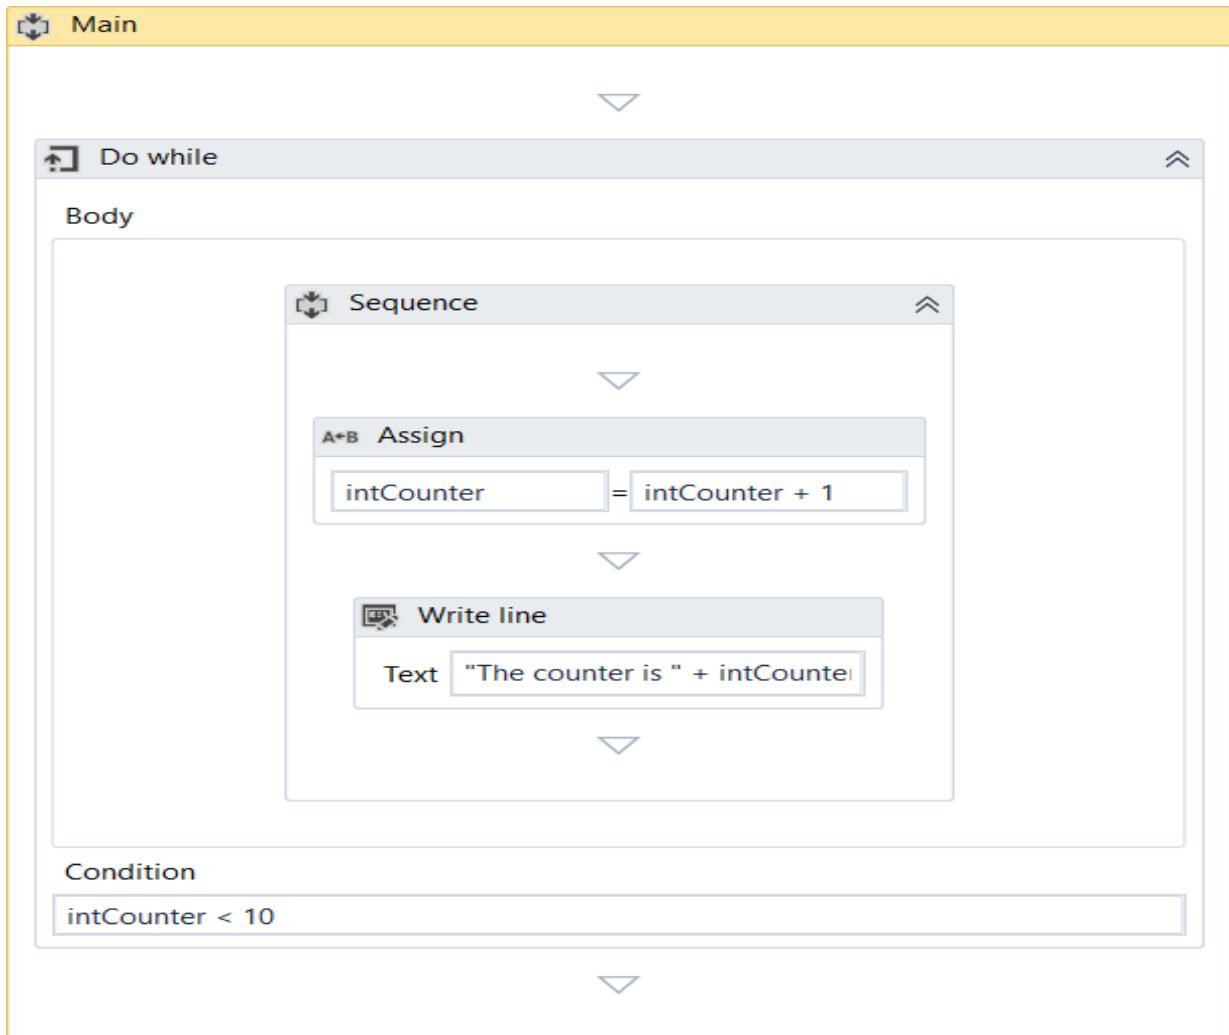 Main
Do while
Body
Sequence
A←B Assign
intCounter = intCounter + 1
Write line
Text "The counter is " + intCounte
Condition
intCounter < 10